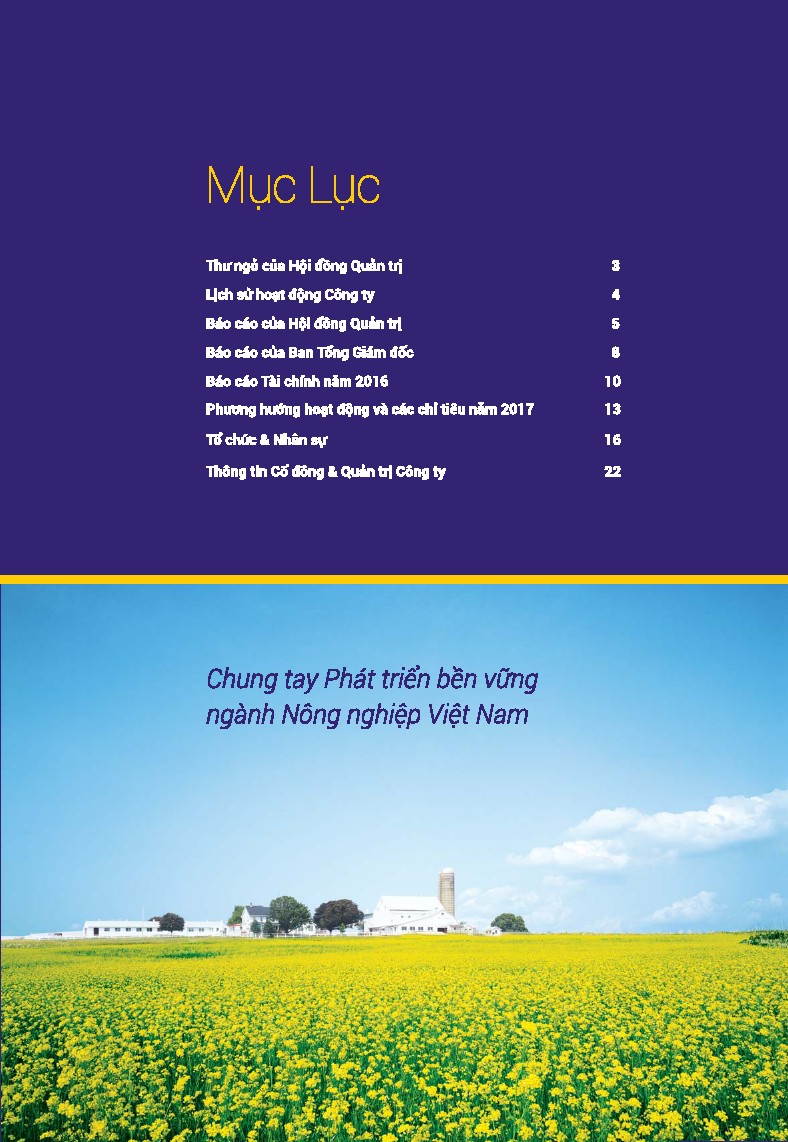 Mục Lục
Thư ngỏ của Hội đồng Quản trị 3
Lịch sử hoạt động Công ty 4
Báo cáo của Hội đồng Quản trị 5
Báo cáo của Ban Tổng Giám đốc 8
Báo cáo Tài chính năm 2016 10
Phương hướng hoạt động và các chỉ tiêu năm 2017 13
Tổ chức & Nhân sự 16
Thông tin Cổ đông & Quản trị Công ty 22
Chung tay Phát triển bền vững
ngành Nông nghiệp Việt Nam